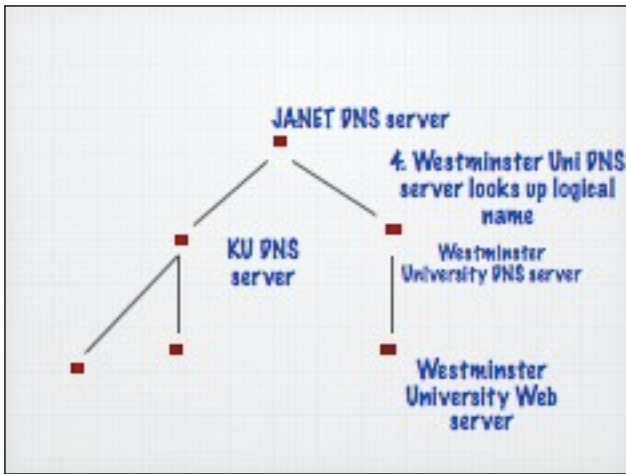 JANET DNS server
4. Westminster Uni DNS
server looks up logical
name
KU DNS
server
Westminster
University DNS server
Westminster
University Web
server